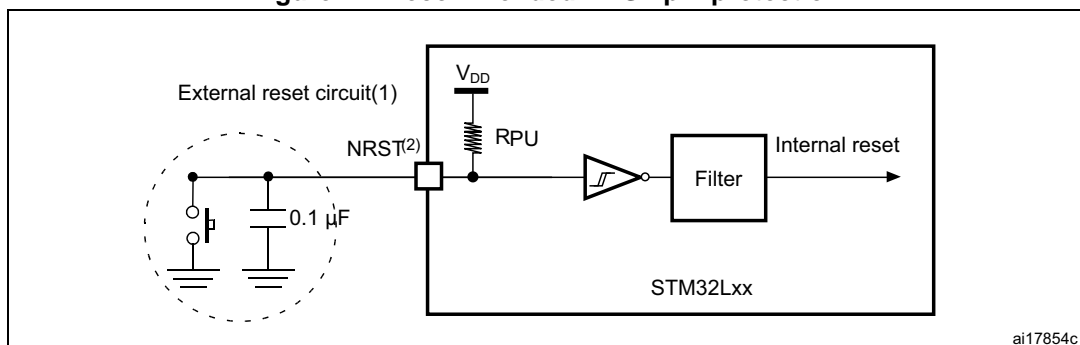 External reset circuit(1)
VDD
NRST(2)
RPU
Internal reset
Filter
0.1 μF
STM32Lxx
ai17854c